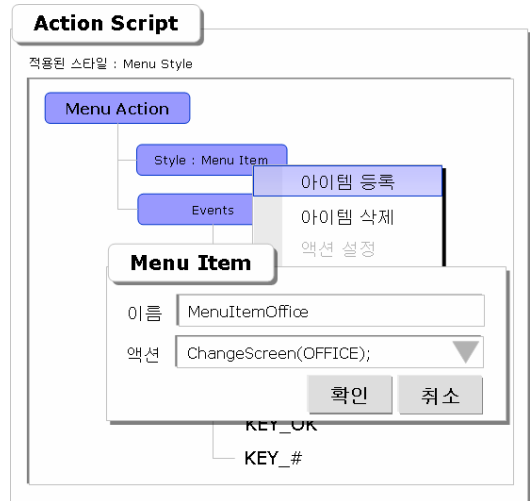 Action Script
적용된 스타일 : Menu Style
Menu Action
Style : Menu Item
아이템 등록
Events
아이템 삭제
액션 설정
Menu Item
이름 MenuItemOffice
액션 ChangeScreen(OFFICE);
확인 취소
KEY_OK
KEY_#